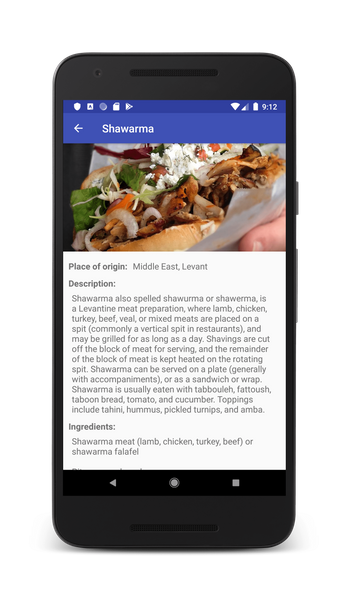 9:12
Shawarma
Place of origin: Middle East, Levant
Description:
Shawarma also spelled shawurma or shawerma, is
a Levantine meat preparation, where lamb, chicken,
turkey, beef, veal, or mixed meats are placed on a
spit (commonly a vertical spit in restaurants), and
may be grilled for as long as a day. Shavings are cut
off the block of meat for serving, and the remainder
of the block of meat is kept heated on the rotating
spit. Shawarma can be served on a plate (generally
with accompaniments), or as a sandwich or wrap.
Shawarma is usually eaten with tabbouleh, fattoush,
taboon bread, tomato, and cucumber. Toppings
include tahini, hummus, pickled turnips, and amba.
Ingredients:
Shawarma meat (lamb, chicken, turkey, beef) or
shawarma falafel